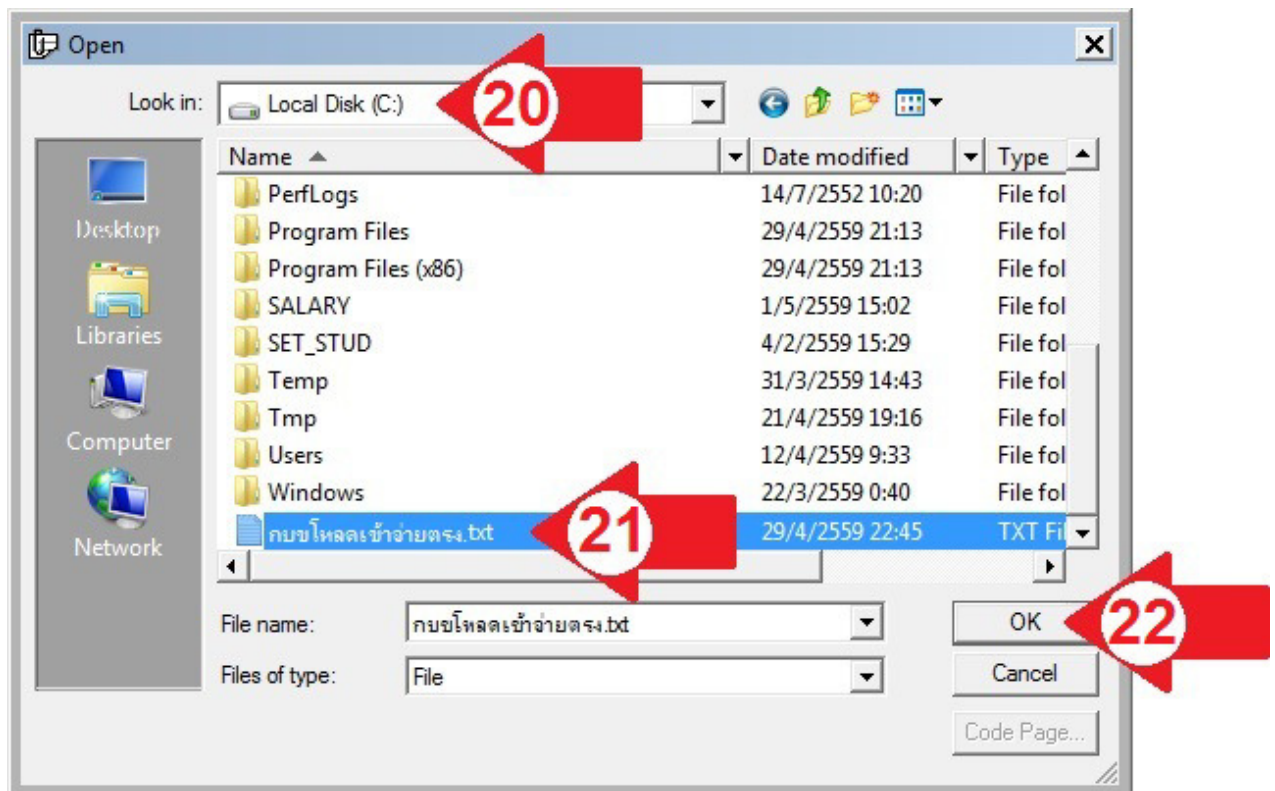 Open
Look in: Local Disk (C:) 20
Name Date modified Type
PerfLogs 14/7/2552 10:20 File fol
Program Files 29/4/2559 21:13 File fol
Program Files (x86) 29/4/2559 21:13 File fol
SALARY 1/5/2559 15:02 File fol
SET_STUD 4/2/2559 15:29 File fol
Temp 31/3/2559 14:43 File fol
Tmp 21/4/2559 19:16 File fol
Users 12/4/2559 9:33 File fol
Windows 22/3/2559 0:40 File fol
กบขโหลดเข้าจ่ายตรง.txt 21 29/4/2559 22:45 TXT Fil
Desktop
Libraries
Computer
Network
File name: กบขโหลดเข้าจ่ายตรง.txt OK 22
Files of type: File Cancel
Code Page...